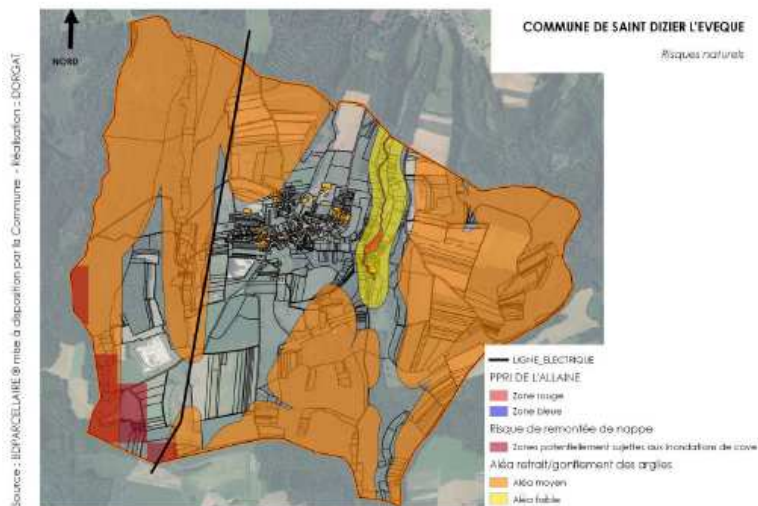 COMMUNE DE SAINT DIZIER L'EVEQUE
Risques naturels
NORD
Source : BDPARCELLAIRE ® mise à disposition par la Commune - Réalisation : DORGAT
LIGNE_ELECTRIQUE
PPRI DE L'ALLAINE
Zone rouge
Zone bleue
Risque de remontée de nappe
Zones potentiellement sujettes aux inondations de cave
Aléa retrait/gonflement des argiles
Aléa moyen
Aléa faible